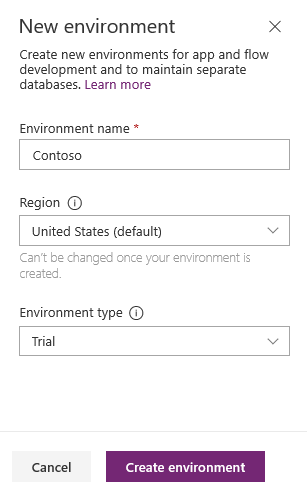 New environment
Create new environments for app and flow
development and to maintain separate
databases. Learn more
Environment name *
Contoso
Region
United States (default)
Can't be changed once your environment is
created.
Environment type
Trial
Cancel
Create environment